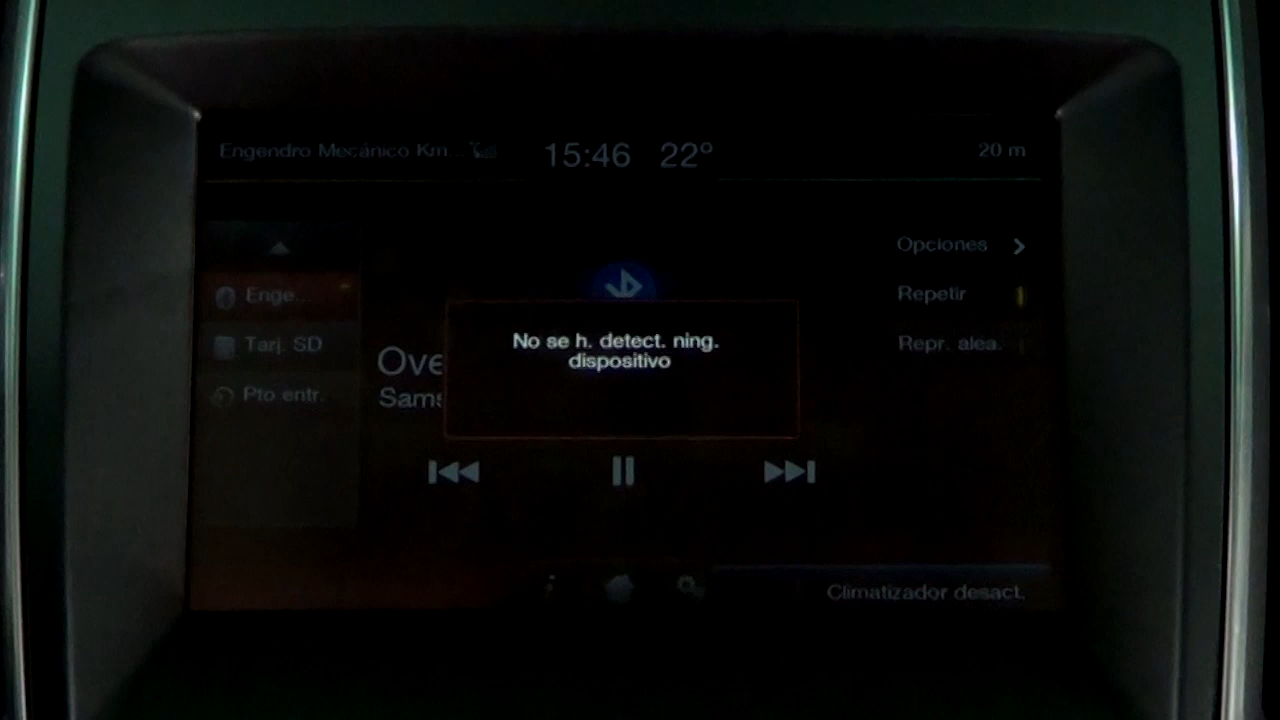 Engendro Mecánico Km... 15:46 22° 20 m
Opciones
Enge...
Repetir
No se h. detect. ning.
dispositivo
Tarj. SD
Repr. alea.
Ove
Sams
Pto entr.
Climatizador desact.